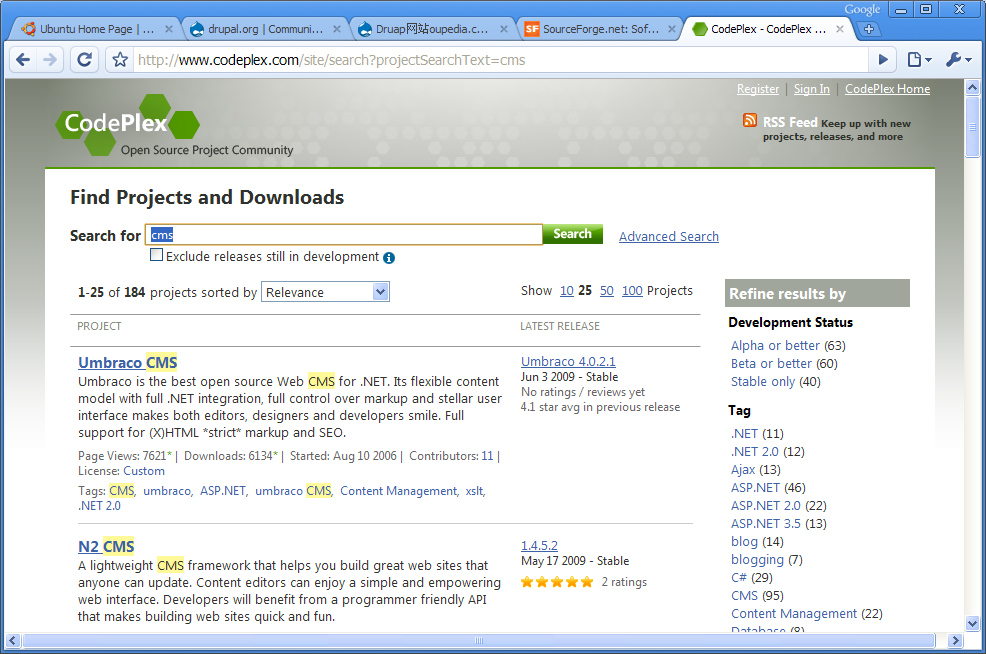 Google
Ubuntu Home Page | ...
drupal.org | Communi...
Druap网站oupedia.c...
SourceForge.net: Sof...
CodePlex - CodePlex ...
http://www.codeplex.com/site/search?projectSearchText=cms
Register | Sign In | CodePlex Home
CodePlex
Open Source Project Community
RSS Feed Keep up with new
projects, releases, and more
Find Projects and Downloads
Search for cms Search Advanced Search
Exclude releases still in development
1-25 of 184 projects sorted by Relevance
Show 10 25 50 100 Projects
PROJECT LATEST RELEASE
Umbraco CMS
Umbraco is the best open source Web CMS for .NET. Its flexible content
model with full .NET integration, full control over markup and stellar user
interface makes both editors, designers and developers smile. Full
support for (X)HTML *strict* markup and SEO.
Page Views: 7621* | Downloads: 6134* | Started: Aug 10 2006 | Contributors: 11 |
License: Custom
Tags: CMS, umbraco, ASP.NET, umbraco CMS, Content Management, xslt,
.NET 2.0
Umbraco 4.0.2.1
Jun 3 2009 - Stable
No ratings / reviews yet
4.1 star avg in previous release
N2 CMS
A lightweight CMS framework that helps you build great web sites that
anyone can update. Content editors can enjoy a simple and empowering
web interface. Developers will benefit from a programmer friendly API
that makes building web sites quick and fun.
1.4.5.2
May 17 2009 - Stable
2 ratings
Refine results by
Development Status
Alpha or better (63)
Beta or better (60)
Stable only (40)
Tag
.NET (11)
.NET 2.0 (12)
Ajax (13)
ASP.NET (46)
ASP.NET 2.0 (22)
ASP.NET 3.5 (13)
blog (14)
blogging (7)
C# (29)
CMS (95)
Content Management (22)
Database (8)